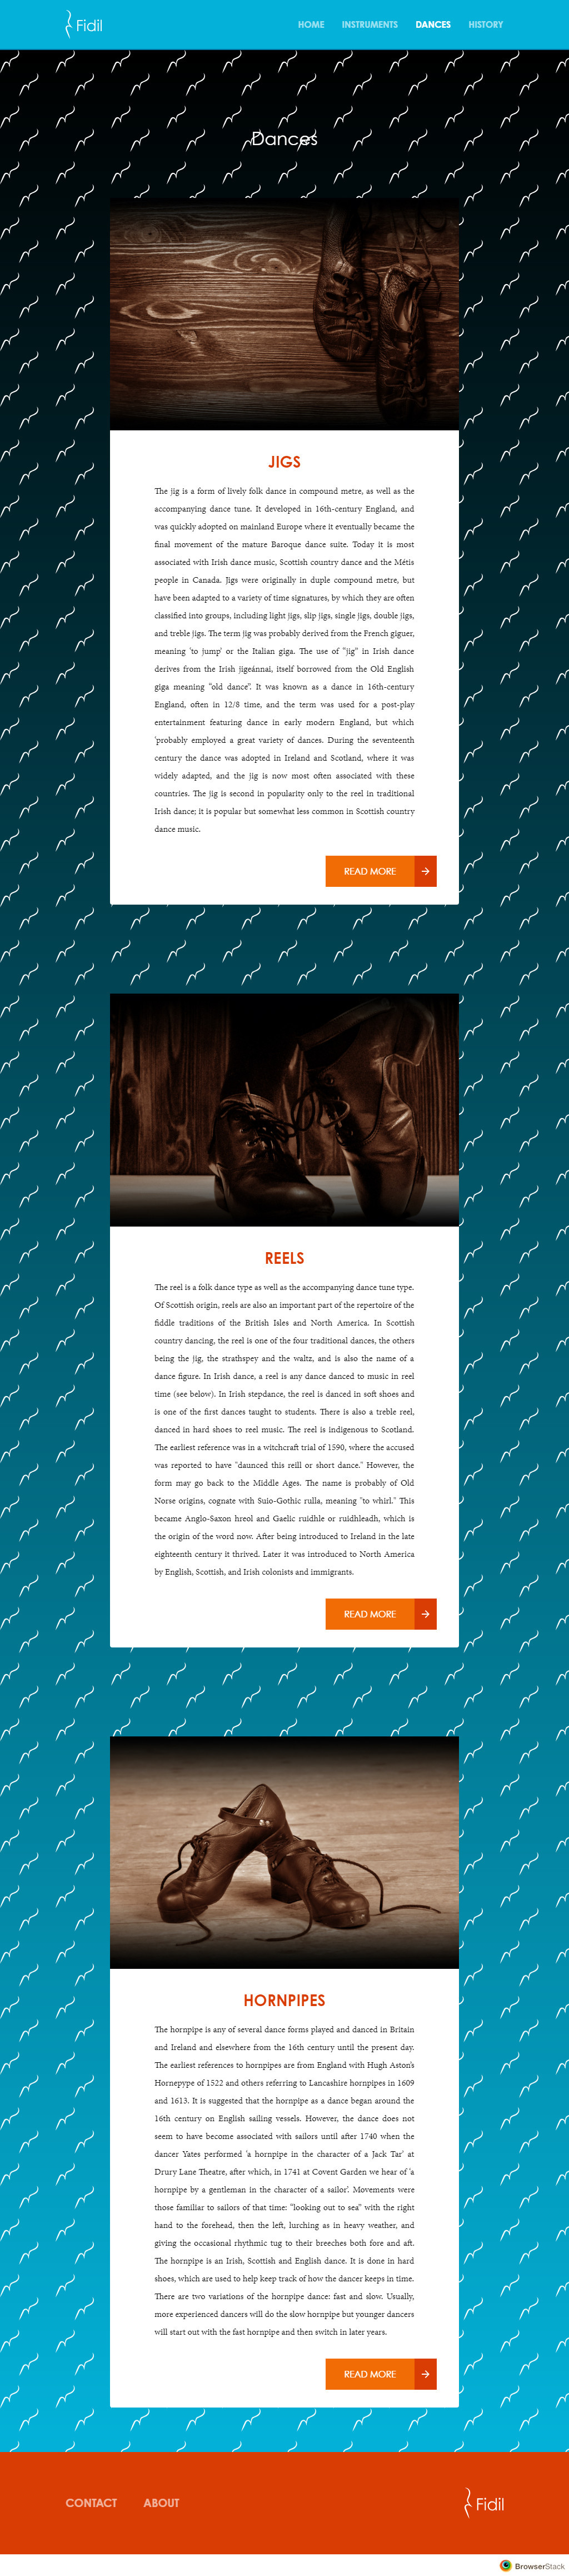 Fidil
HOME INSTRUMENTS DANCES HISTORY
Dances
JIGS
The jig is a form of lively folk dance in compound metre, as well as the
accompanying dance tune. It developed in 16th-century England, and
was quickly adopted on mainland Europe where it eventually became the
final movement of the mature Baroque dance suite. Today it is most
associated with Irish dance music, Scottish country dance and the Métis
people in Canada. Jigs were originally in duple compound metre, but
have been adapted to a variety of time signatures, by which they are often
classified into groups, including light jigs, slip jigs, single jigs, double jigs,
and treble jigs. The term jig was probably derived from the French giguer,
meaning 'to jump' or the Italian giga. The use of "jig" in Irish dance
derives from the Irish jigeánnai, itself borrowed from the Old English
giga meaning "old dance". It was known as a dance in 16th-century
England, often in 12/8 time, and the term was used for a post-play
entertainment featuring dance in early modern England, but which
'probably employed a great variety of dances. During the seventeenth
century the dance was adopted in Ireland and Scotland, where it was
widely adapted, and the jig is now most often associated with these
countries. The jig is second in popularity only to the reel in traditional
Irish dance; it is popular but somewhat less common in Scottish country
dance music.
READ MORE
REELS
The reel is a folk dance type as well as the accompanying dance tune type.
Of Scottish origin, reels are also an important part of the repertoire of the
fiddle traditions of the British Isles and North America. In Scottish
country dancing, the reel is one of the four traditional dances, the others
being the jig, the strathspey and the waltz, and is also the name of a
dance figure. In Irish dance, a reel is any dance danced to music in reel
time (see below). In Irish stepdance, the reel is danced in soft shoes and
is one of the first dances taught to students. There is also a treble reel,
danced in hard shoes to reel music. The reel is indigenous to Scotland.
The earliest reference was in a witchcraft trial of 1590, where the accused
was reported to have "daunced this reill or short dance." However, the
form may go back to the Middle Ages. The name is probably of Old
Norse origins, cognate with Suio-Gothic rulla, meaning "to whirl." This
became Anglo-Saxon hreol and Gaelic ruidhle or ruidhleadh, which is
the origin of the word now. After being introduced to Ireland in the late
eighteenth century it thrived. Later it was introduced to North America
by English, Scottish, and Irish colonists and immigrants.
READ MORE
HORNPIPES
The hornpipe is any of several dance forms played and danced in Britain
and Ireland and elsewhere from the 16th century until the present day.
The earliest references to hornpipes are from England with Hugh Aston's
Hornepype of 1522 and others referring to Lancashire hornpipes in 1609
and 1613. It is suggested that the hornpipe as a dance began around the
16th century on English sailing vessels. However, the dance does not
seem to have become associated with sailors until after 1740 when the
dancer Yates performed 'a hornpipe in the character of a Jack Tar' at
Drury Lane Theatre, after which, in 1741 at Covent Garden we hear of 'a
hornpipe by a gentleman in the character of a sailor'. Movements were
those familiar to sailors of that time: "looking out to sea" with the right
hand to the forehead, then the left, lurching as in heavy weather, and
giving the occasional rhythmic tug to their breeches both fore and aft.
The hornpipe is an Irish, Scottish and English dance. It is done in hard
shoes, which are used to help keep track of how the dancer keeps in time.
There are two variations of the hornpipe dance: fast and slow. Usually,
more experienced dancers will do the slow hornpipe but younger dancers
will start out with the fast hornpipe and then switch in later years.
READ MORE
CONTACT ABOUT Fidil
BrowserStack